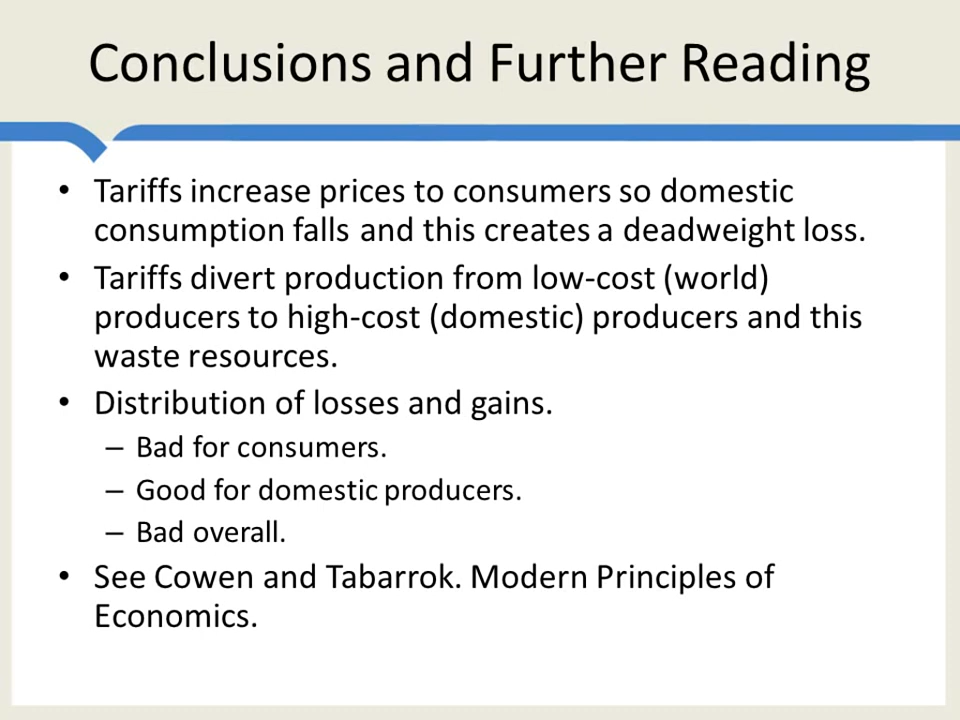 Conclusions and Further Reading
• Tariffs increase prices to consumers so domestic
consumption falls and this creates a deadweight loss.
• Tariffs divert production from low-cost (world)
producers to high-cost (domestic) producers and this
waste resources.
• Distribution of losses and gains.
– Bad for consumers.
– Good for domestic producers.
– Bad overall.
• See Cowen and Tabarrok. Modern Principles of
Economics.